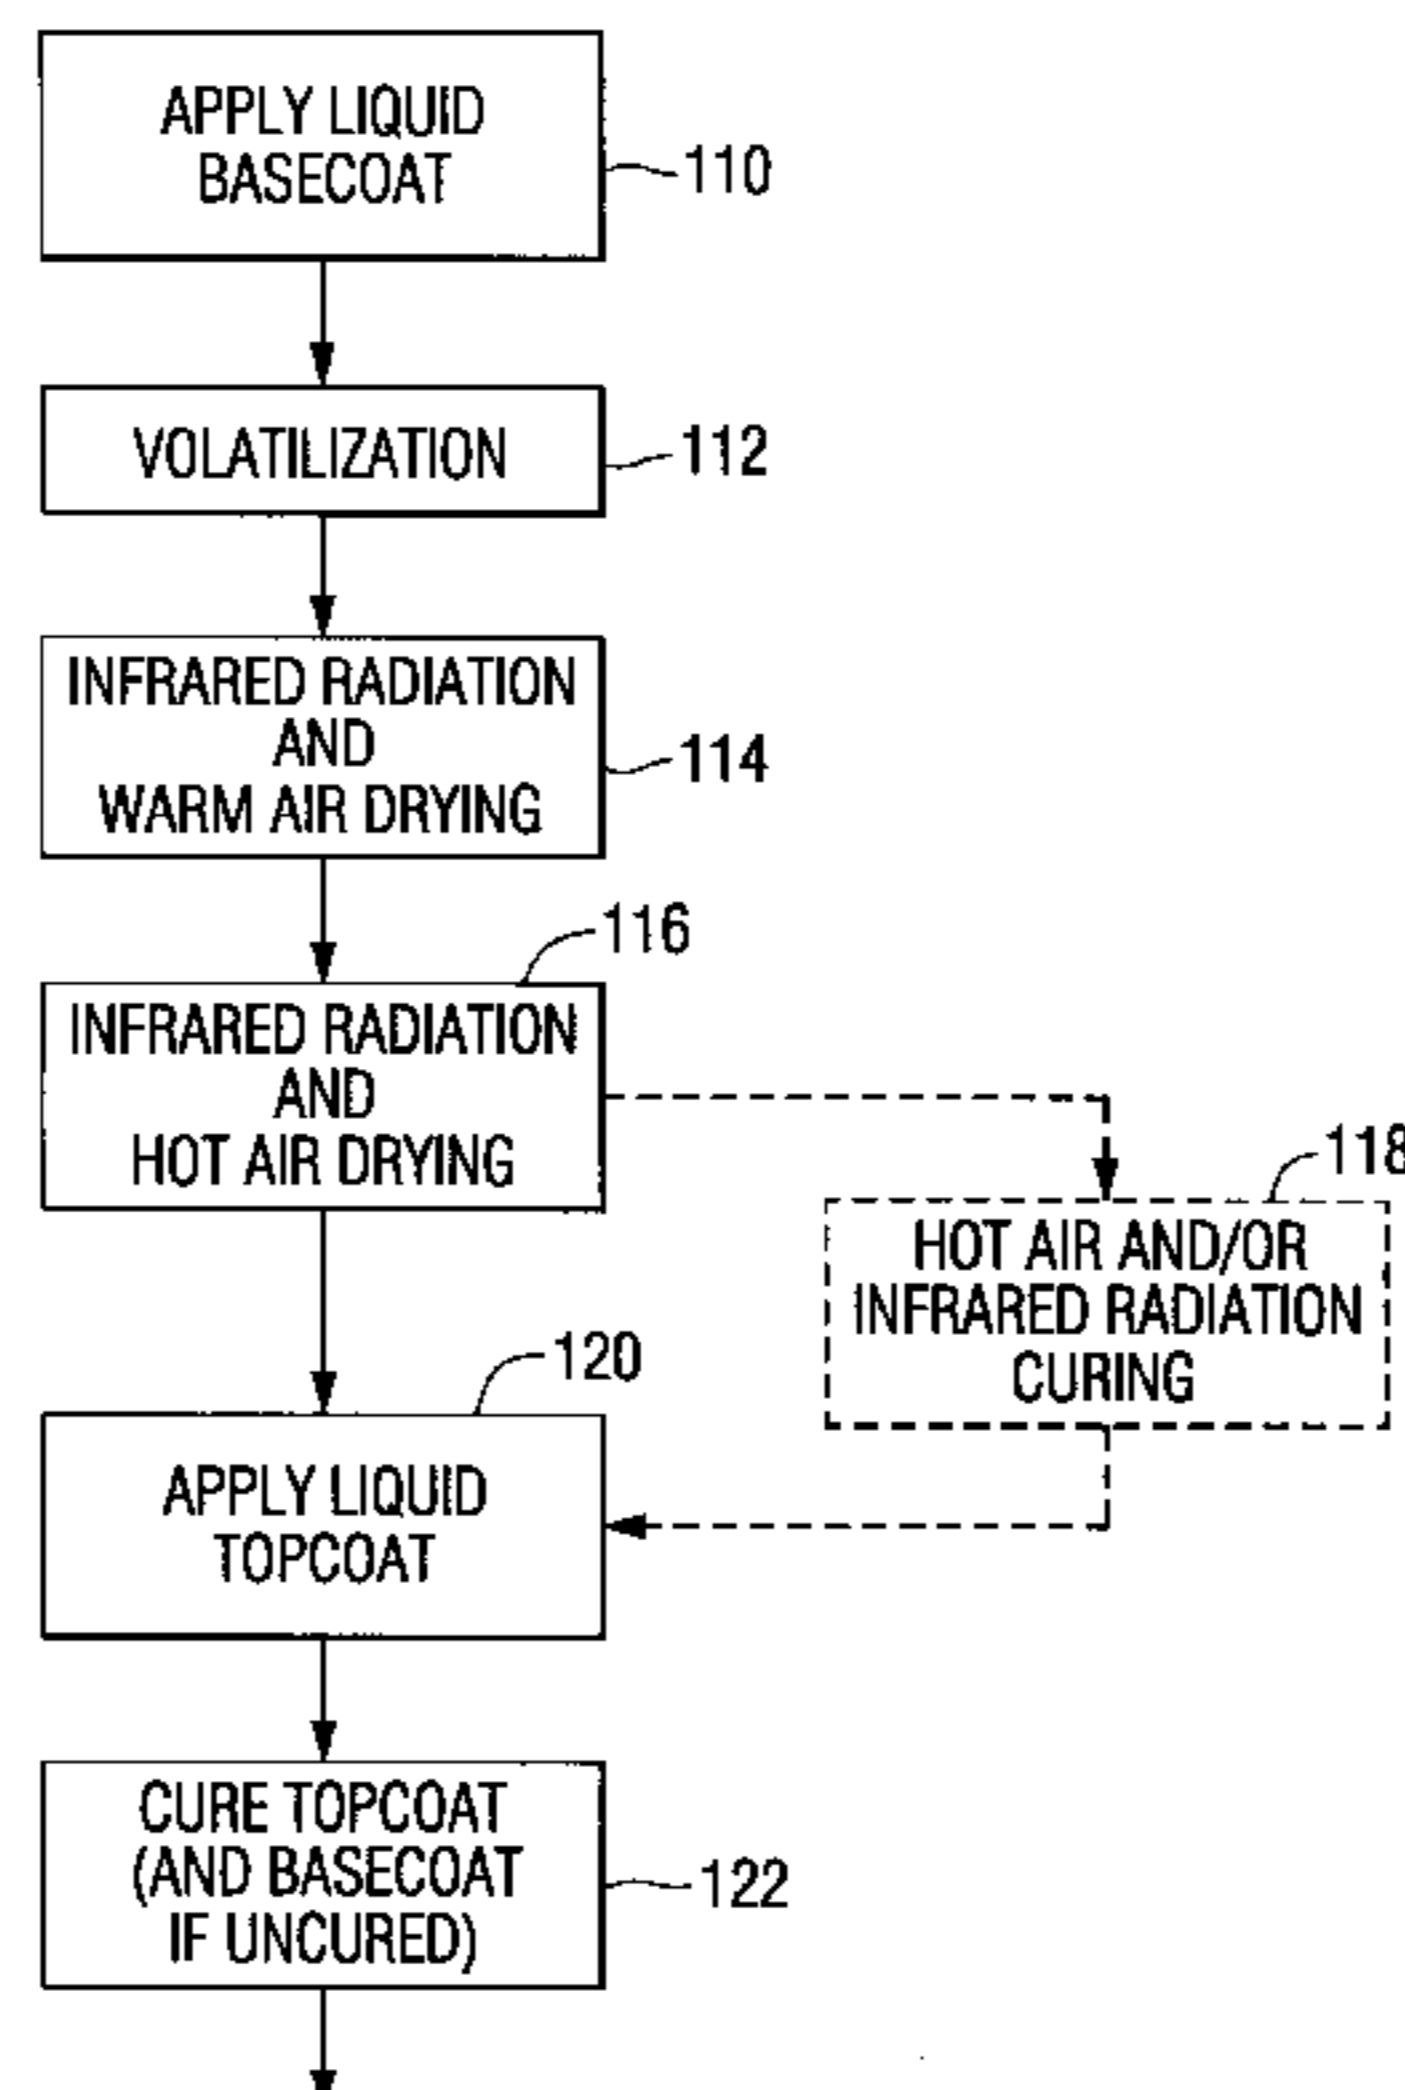 APPLY LIQUID
BASECOAT
110
VOLATILIZATION
112
INFRARED RADIATION
AND
WARM AIR DRYING
114
116
INFRARED RADIATION
AND
HOT AIR DRYING
118
HOT AIR AND/OR
INFRARED RADIATION
CURING
120
APPLY LIQUID
TOPCOAT
CURE TOPCOAT
(AND BASECOAT
IF UNCURED)
122